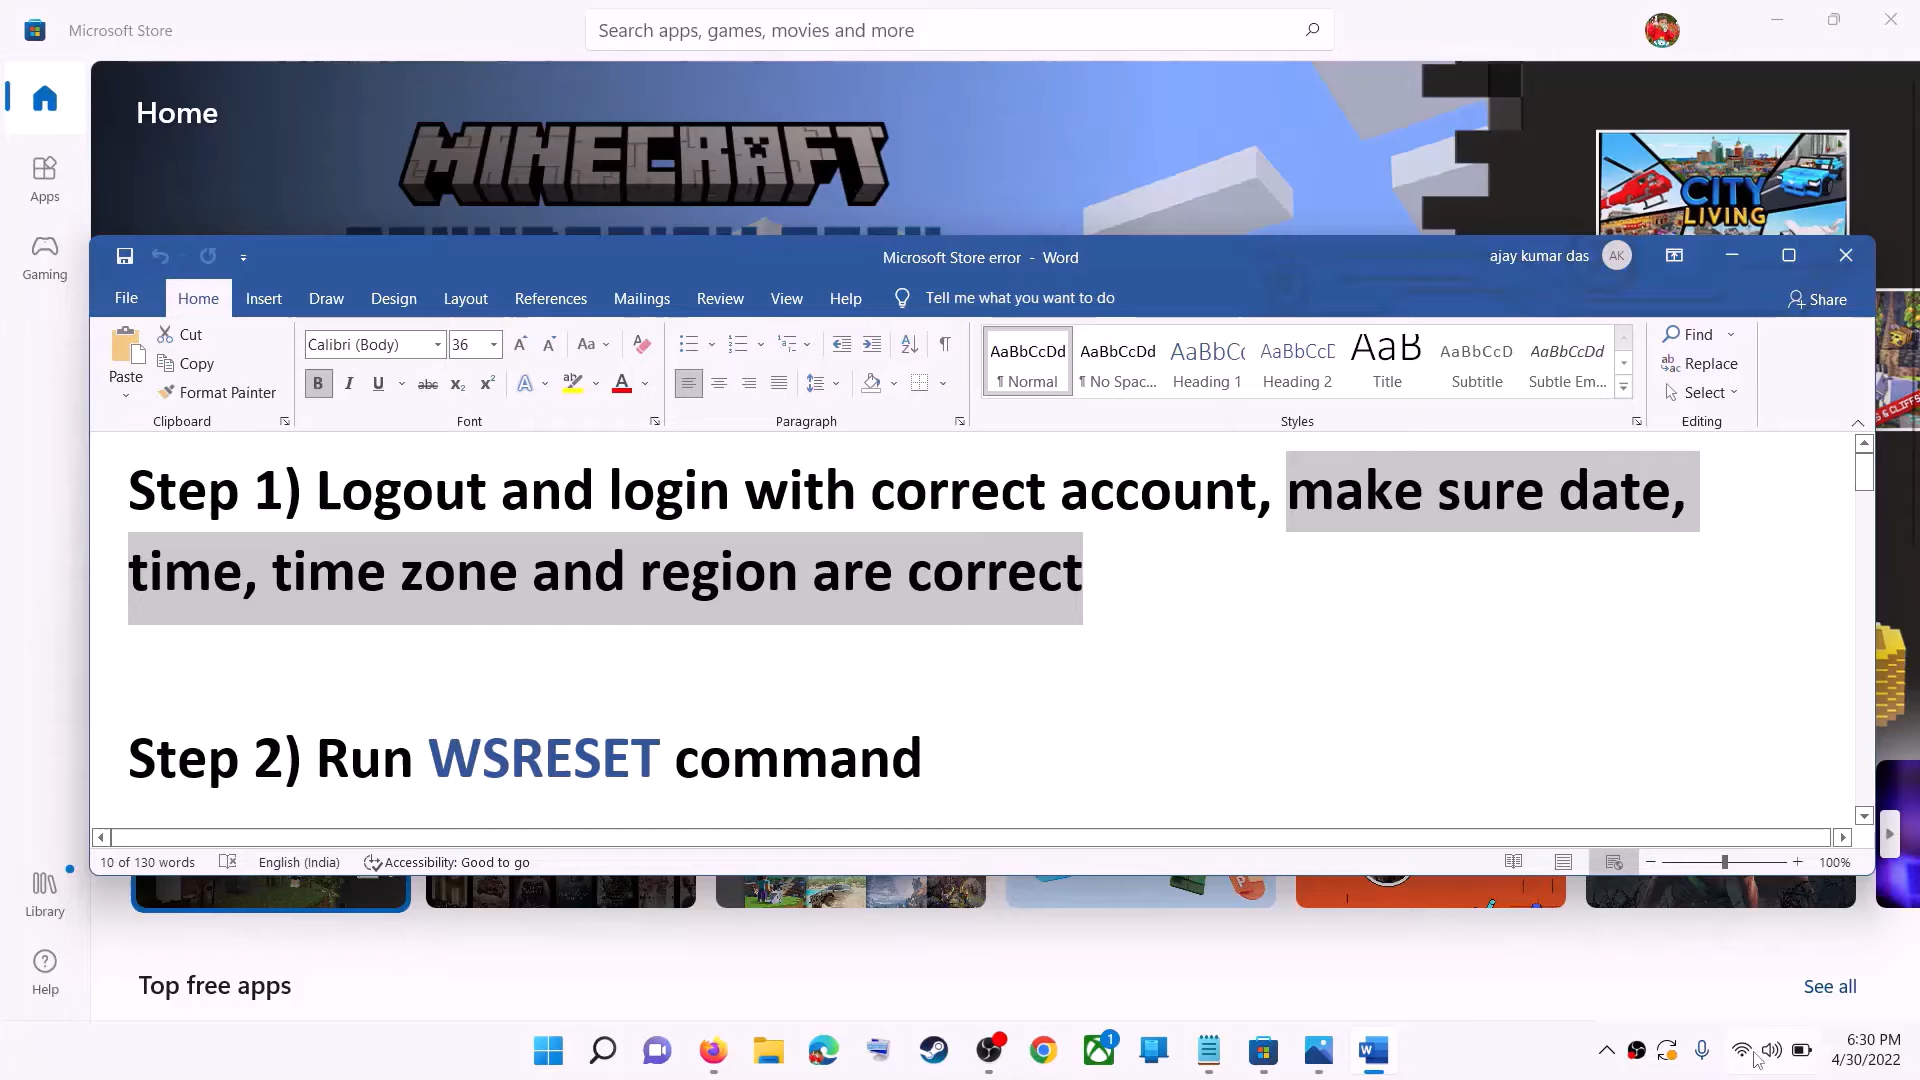 Microsoft Store
Search apps, games, movies and more
Home
MINECRAFT
CITY
LIVING
Apps
Gaming
Microsoft Store error - Word
ajay kumar das
AK
File
Home
Insert
Draw
Design
Layout
References
Mailings
Review
View
Help
Tell me what you want to do
Share
Paste
Cut
Copy
Format Painter
Clipboard
Calibri (Body)
36
Font
Paragraph
AaBbCcDd
¶ Normal
AaBbCcDd
¶ No Spac...
AaBbCc
Heading 1
AaBbCcD
Heading 2
AaB
Title
AaBbCcD
Subtitle
AaBbCcDd
Subtle Em...
Styles
Find
Replace
Select
Editing
Step 1) Logout and login with correct account, make sure date,
time, time zone and region are correct
Step 2) Run WSRESET command
10 of 130 words
English (India)
Accessibility: Good to go
100%
Library
Help
Top free apps
See all
1
6:30 PM
4/30/2022